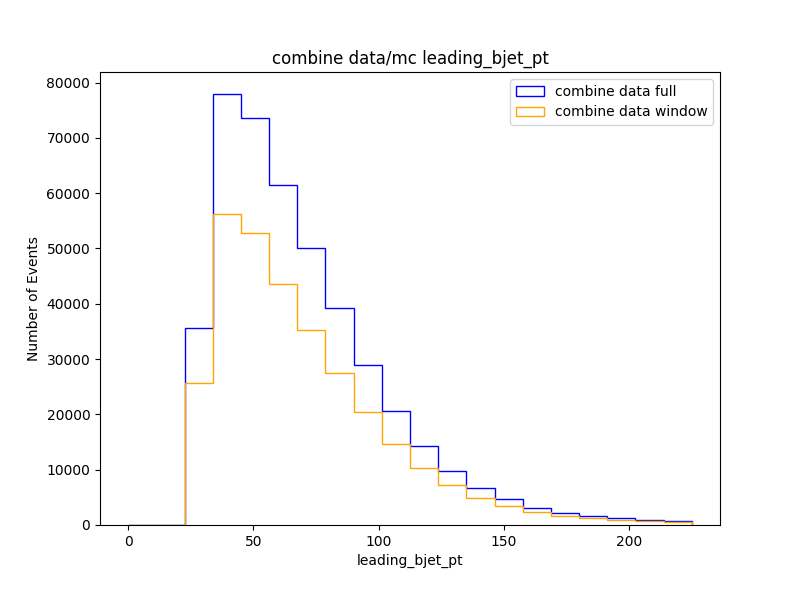 combine data/mc leading_bjet_pt
combine data full
combine data window
80000
70000
60000
50000
40000
30000
20000
10000
0
Number of Events
0 50 100 150 200
leading_bjet_pt